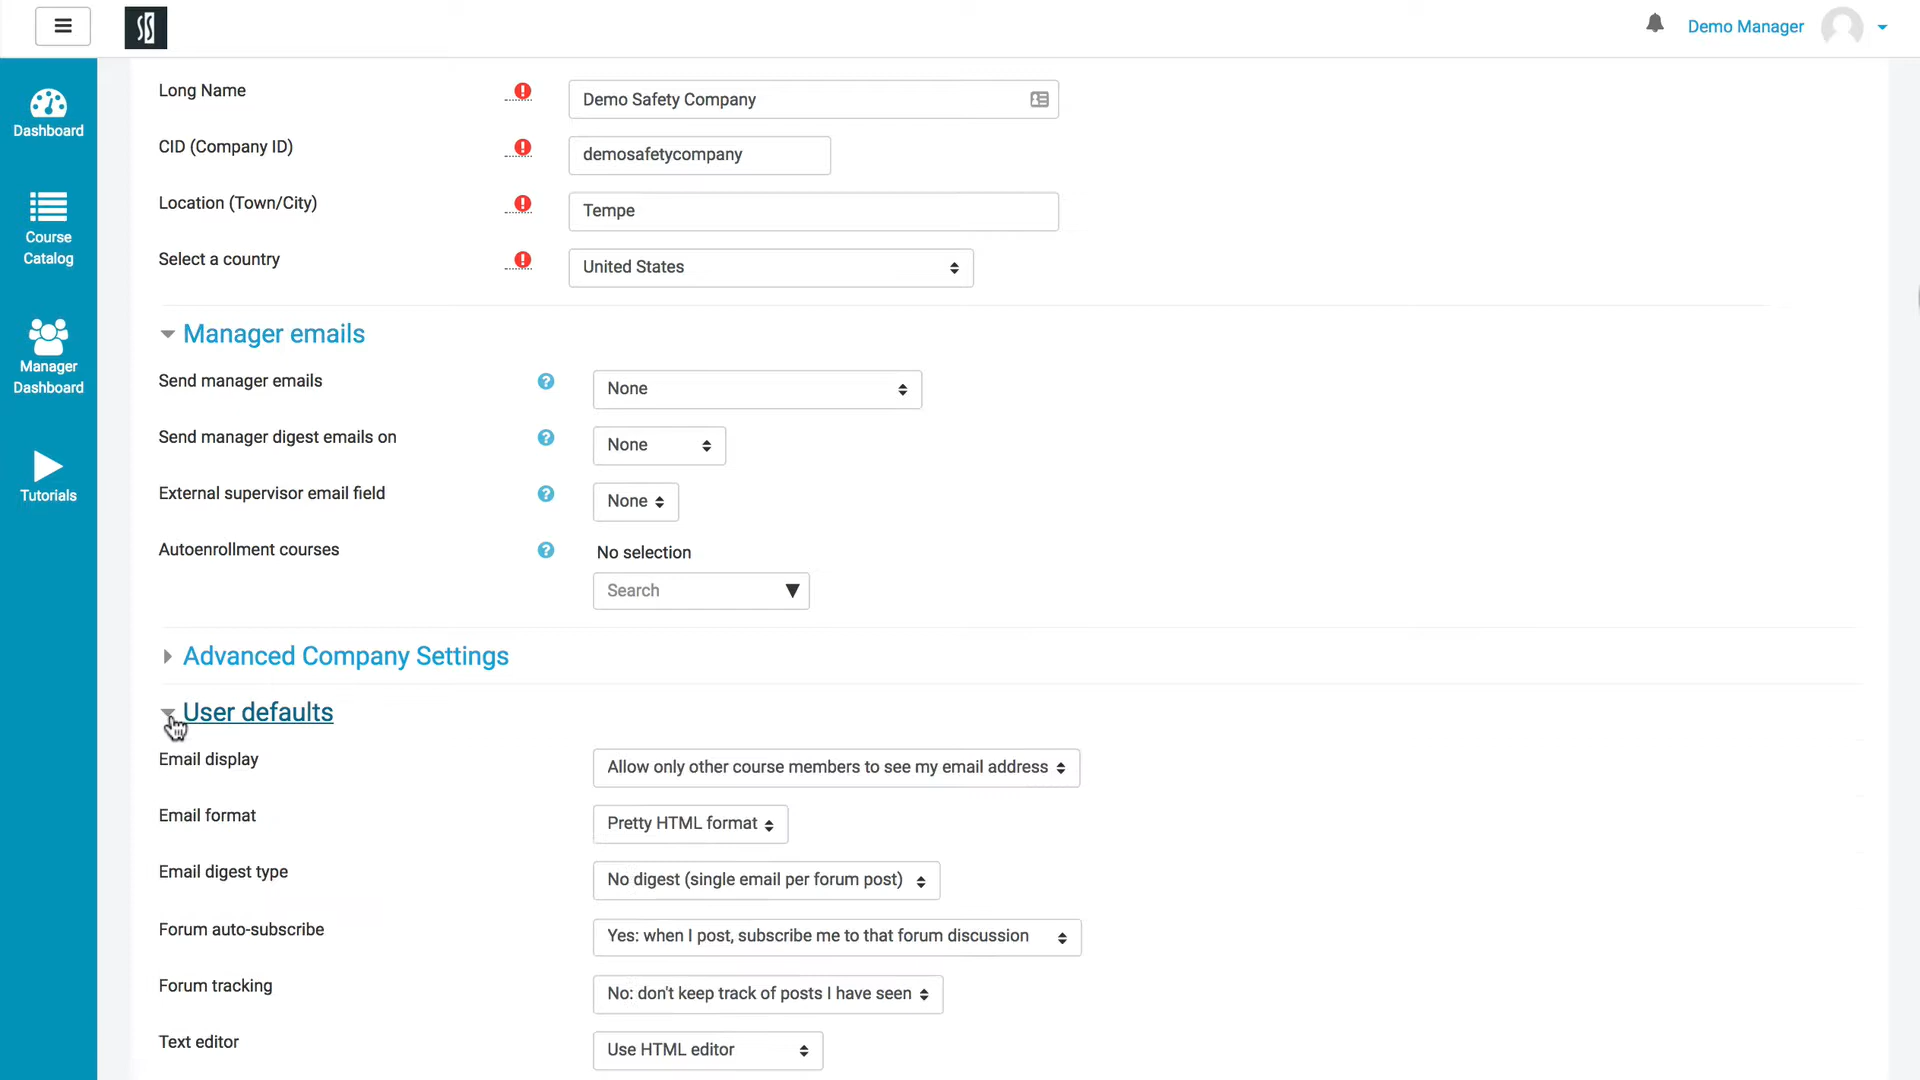 Demo Manager
Dashboard
Course
Catalog
Manager
Dashboard
Tutorials
Long Name
Demo Safety Company
CID (Company ID)
demosafetycompany
Location (Town/City)
Tempe
Select a country
United States
Manager emails
Send manager emails
None
Send manager digest emails on
None
External supervisor email field
None
Autoenrollment courses
No selection
Search
Advanced Company Settings
User defaults
Email display
Allow only other course members to see my email address
Email format
Pretty HTML format
Email digest type
No digest (single email per forum post)
Forum auto-subscribe
Yes: when I post, subscribe me to that forum discussion
Forum tracking
No: don't keep track of posts I have seen
Text editor
Use HTML editor